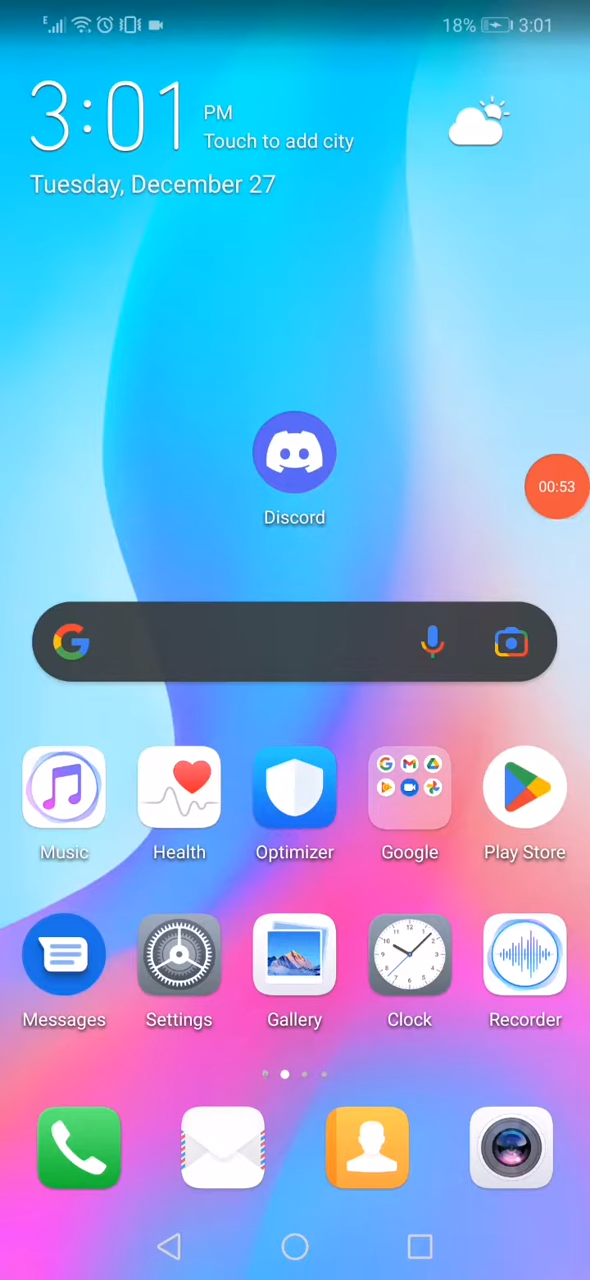 E 18% 3:01
3:01 PM
Touch to add city
Tuesday, December 27
Discord
00:53
Music Health Optimizer Google Play Store
Messages Settings Gallery Clock Recorder